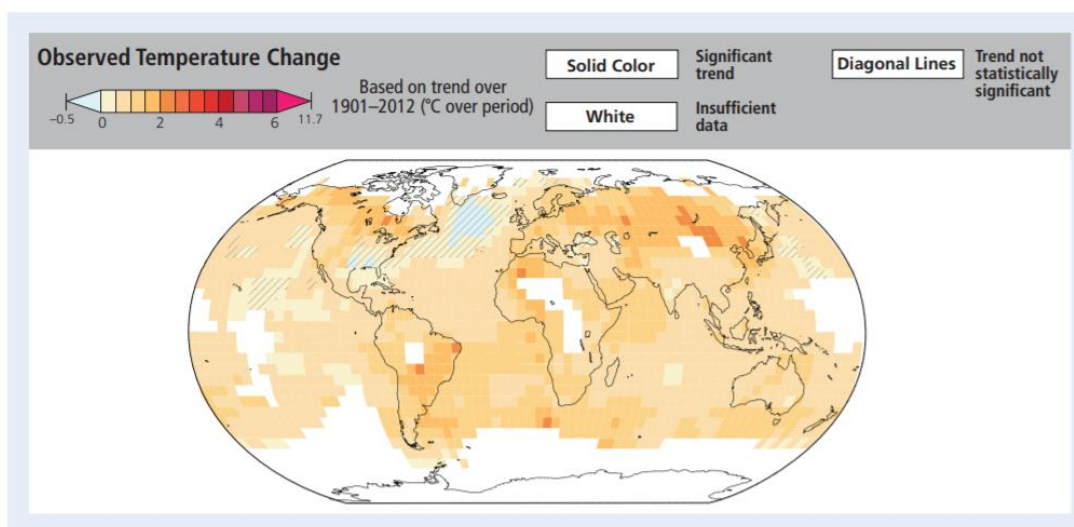 Observed Temperature Change
−0.5 0 2 4 6 11.7
Based on trend over
1901–2012 (°C over period)
Solid Color
Significant
trend
White
Insufficient
data
Diagonal Lines
Trend not
statistically
significant